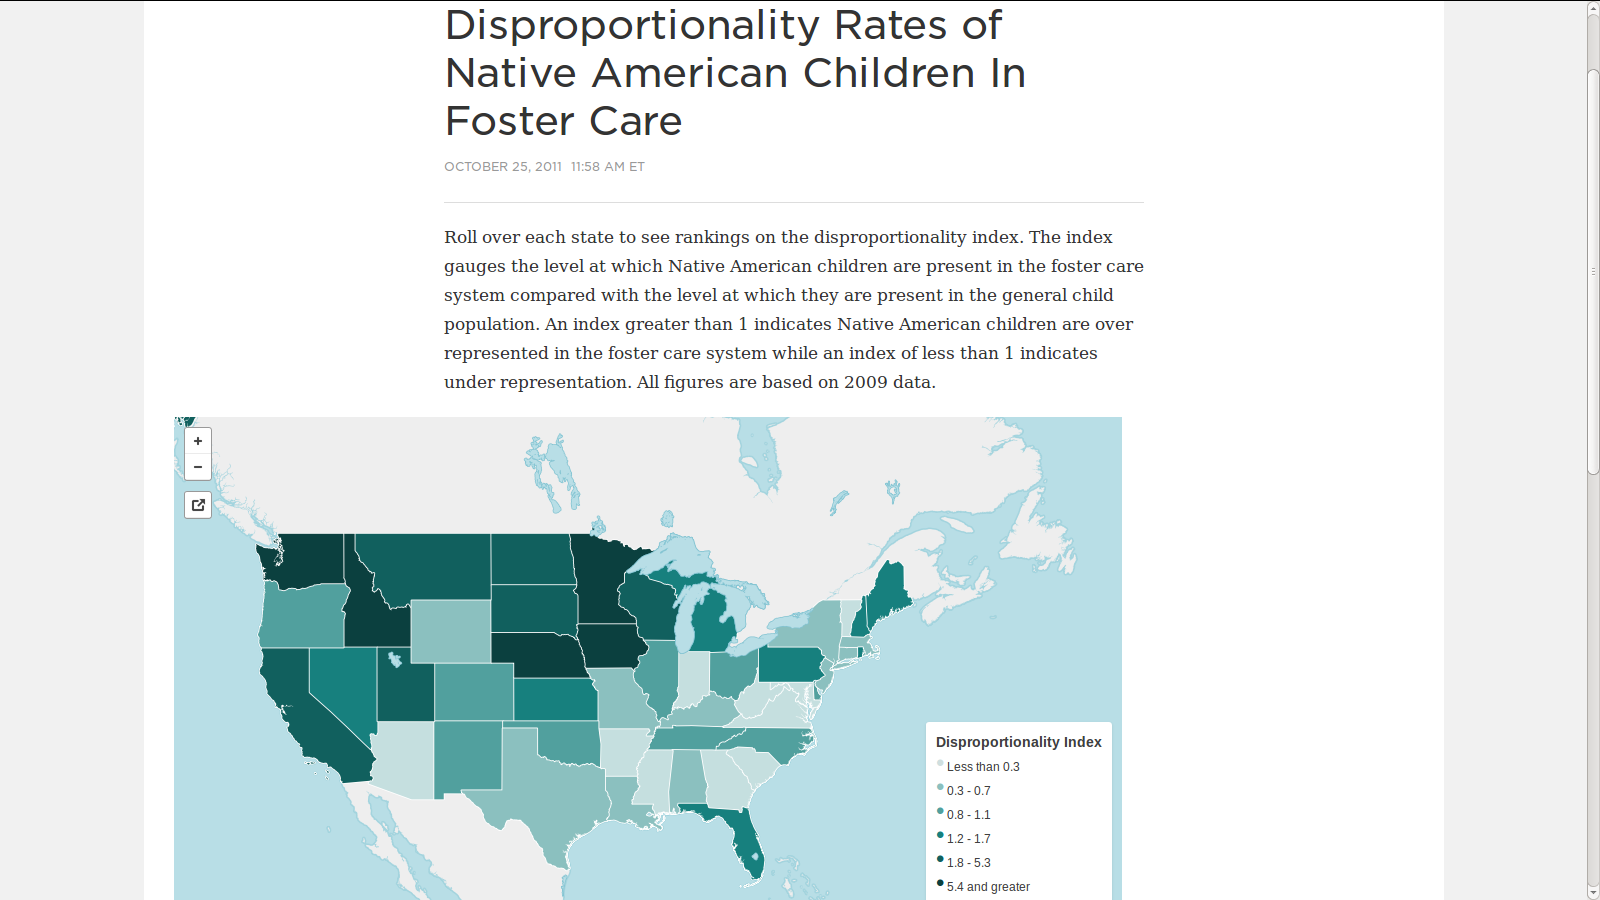 Disproportionality Rates of
Native American Children In
Foster Care
OCTOBER 25, 2011 11:58 AM ET
Roll over each state to see rankings on the disproportionality index. The index
gauges the level at which Native American children are present in the foster care
system compared with the level at which they are present in the general child
population. An index greater than 1 indicates Native American children are over
represented in the foster care system while an index of less than 1 indicates
under representation. All figures are based on 2009 data.
+
−
Disproportionality Index
Less than 0.3
0.3 - 0.7
0.8 - 1.1
1.2 - 1.7
1.8 - 5.3
5.4 and greater